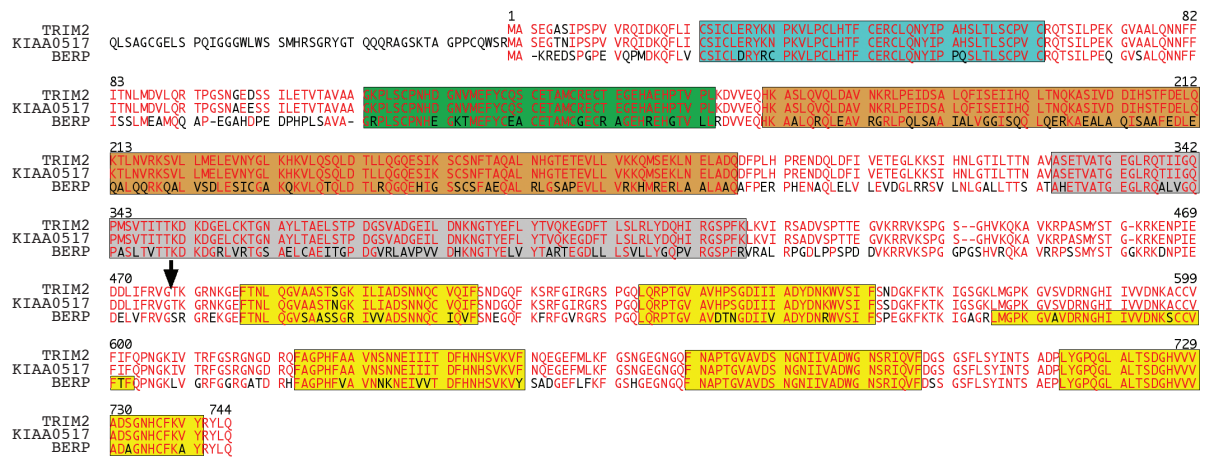 1 82
TRIM2 MA SEGASIPSPV VRQIDKQFLI CSICLERYKN PKVLPCLHTF CERCLQNYIP AHSLTLSCPV CRQTSILPEK GVAALQNNFF
KIAA0517 QLSAGCGELS PQIGGGWLWS SMHRSGRYGT QQQRAGSKTA GPPCQWSRMA SEGTNIPSPV VRQIDKQFLI CSICLERYKN PKVLPCLHTF CERCLQNYIP AHSLTLSCPV CRQTSILPEK GVAALQNNFF
BERP MA -KREDSPGPE VQPMDKQFLV CSICLDRYRC PKVLPCLHTF CERCLQNYIP PQSLTLSCPV CRQTSILPEQ GVSALQNNFF
83 212
TRIM2 ITNLMDVLQR TPGSNGEDSS ILETVTAVAA GKPLSCPNHD GNVMEFYCQS CETAMCRECT EGEHAEHPTV PLKDVVEQHK ASLQVQLDAV NKRLPEIDSA LQFISEIIHQ LTNQKASIVD DIHSTFDELQ
KIAA0517 ITNLMDVLQR TPGSNAEESS ILETVTAVAA GKPLSCPNHD GNVMEFYCQS CETAMCRECT EGEHAEHPTV PLKDVVEQHK ASLQVQLDAV NKRLPEIDSA LQFISEIIHQ LTNQKASIVD DIHSTFDELQ
BERP ISSLMEAMQQ AP-EGAHDPE DPHPLSAVA- GRPLSCPNHE GKTMEFYCEA CETAMCGECR AGEHREHGTV LLRDVVEQHK AALQRQLEAV RGRLPQLSAA IALVGGISQQ LQERKAEALA QISAAFEDLE
213 342
TRIM2 KTLNVRKSVL LMELEVNYGL KHKVLQSQLD TLLQGQESIK SCSNFTAQAL NHGTETEVLL VKKQMSEKLN ELADQDFPLH PRENDQLDFI VETEGLKKSI HNLGTILTTN AVASETVATG EGLRQTIIGQ
KIAA0517 KTLNVRKSVL LMELEVNYGL KHKVLQSQLD TLLQGQESIK SCSNFTAQAL NHGTETEVLL VKKQMSEKLN ELADQDFPLH PRENDQLDFI VETEGLKKSI HNLGTILTTN AVASETVATG EGLRQTIIGQ
BERP QALQQRKQAL VSDLESICGA KQKVLQTQLD TLRQGQEHIG SSCSFAEQAL RLGSAPEVLL VRKHMRERLA ALAAQAFPER PHENAQLELV LEVDGLRRSV LNLGALLTTS ATAHETVATG EGLRQALVGQ
343 469
TRIM2 PMSVTITTKD KDGELCKTGN AYLTAELSTP DGSVADGEIL DNKNGTYEFL YTVQKEGDFT LSLRLYDQHI RGSPFKLKVI RSADVSPTTE GVKRRVKSPG S--GHVKQKA VKRPASMYST G-KRKENPIE
KIAA0517 PMSVTITTKD KDGELCKTGN AYLTAELSTP DGSVADGEIL DNKNGTYEFL YTVQKEGDFT LSLRLYDQHI RGSPFKLKVI RSADVSPTTE GVKRRVKSPG S--GHVKQKA VKRPASMYST G-KRKENPIE
BERP PASLTVTTKD KDGRLVRTGS AELCAEITGP DGVRLAVPVV DHKNGTYELV YTARTEGDLL LSVLLYGQPV RGSPFRVRAL RPGDLPPSPD DVKRRVKSPG GPGSHVRQKA VRRPSSMYST GGKRKDNPIE
470 599
TRIM2 DDLIFRVGTK GRNKGEFTNL QGVAASTSGK ILIADSNNQC VQIFSNDGQF KSRFGIRGRS PGQLQRPTGV AVHPSGDIII ADYDNKWVSI FSNDGKFKTK IGSGKLMGPK GVSVDRNGHI IVVDNKACCV
KIAA0517 DDLIFRVGTK GRNKGEFTNL QGVAASTNGK ILIADSNNQC VQIFSNDGQF KSRFGIRGRS PGQLQRPTGV AVHPSGDIII ADYDNKWVSI FSSDGKFKTK IGSGKLMGPK GVSVDRNGHI IVVDNKACCV
BERP DELVFRVGSR GREKGEFTNL QGVSAASSGR IVVADSNNQC IQVFSNEGQF KFRFGVRGRS PGQLQRPTGV AVDTNGDIIV ADYDNRWVSI FSPEGKFKTK IGAGRLMGPK GVAVDRNGHI IVVDNKSCCV
600 729
TRIM2 FIFQPNGKIV TRFGSRGNGD RQFAGPHFAA VNSNNEIIIT DFHNHSVKVF NQEGEFMLKF GSNGEGNGQF NAPTGVAVDS NGNIIVADWG NSRIQVFDGS GSFLSYINTS ADPLYGPQGL ALTSDGHVVV
KIAA0517 FIFQPNGKIV TRFGSRGNGD RQFAGPHFAA VNSNNEIIIT DFHNHSVKVF NQEGEFMLKF GSNGEGNGQF NAPTGVAVDS NGNIIVADWG NSRIQVFDGS GSFLSYINTS ADPLYGPQGL ALTSDGHVVV
BERP FTFQPNGKLV GRFGGRGATD RHFAGPHFVA VNNKNEIVVT DFHNHSVKVY SADGEFLFKF GSHGEGNGQF NAPTGVAVDS NGNIIVADWG NSRIQVFDSS GSFLSYINTS AEPLYGPQGL ALTSDGHVVV
730 744
TRIM2 ADSGNHCFKV YRYLQ
KIAA0517 ADSGNHCFKV YRYLQ
BERP ADAGNHCFKA YRYLQ